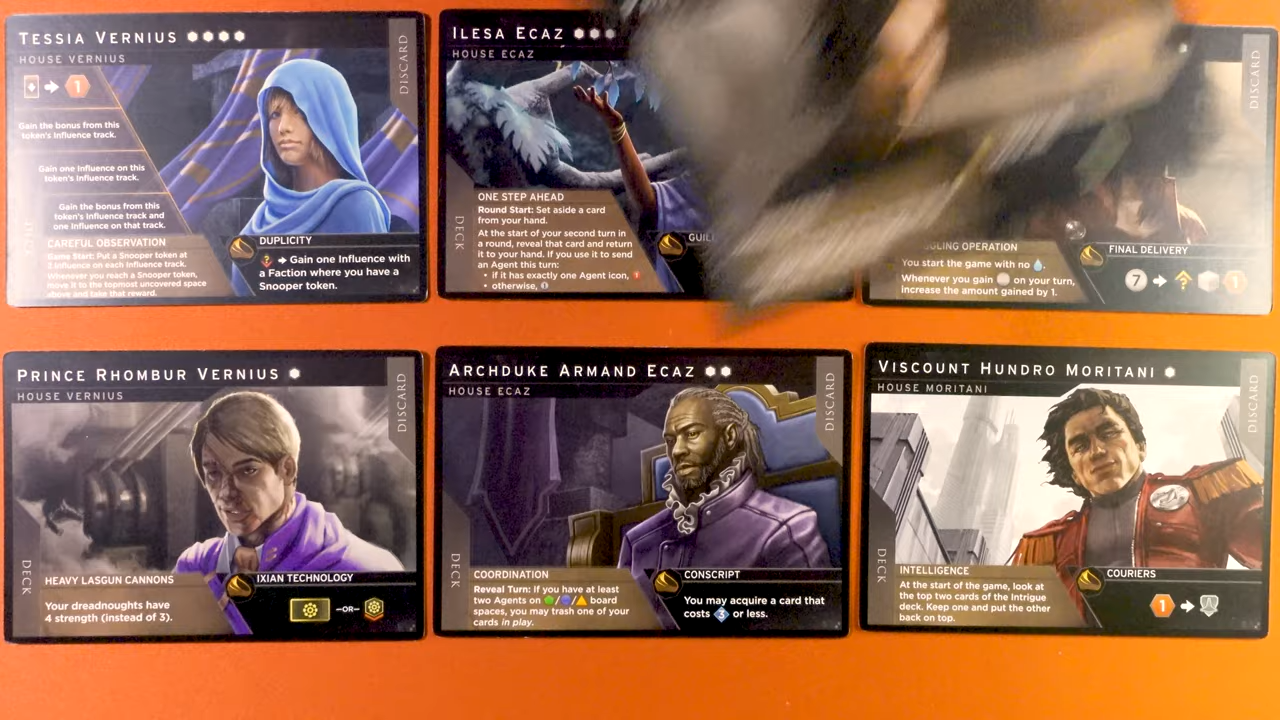 TESSIA VERNIUS
HOUSE VERNIUS
DISCARD
1
Gain the bonus from this
token's Influence track.
Gain one Influence on this
token's Influence track.
Gain the bonus from this
token's Influence track and
one Influence on that track.
CAREFUL OBSERVATION
Game Start: Put a Snooper token at
2 Influence on each Influence track.
Whenever you reach a Snooper token,
move it to the topmost uncovered space
above and take that reward.
DUPLICITY
Gain one Influence with
a Faction where you have a
Snooper token.
ILESA ECAZ
HOUSE ECAZ
DECK
ONE STEP AHEAD
Round Start: Set aside a card
from your hand.
At the start of your second turn in
a round, reveal that card and return
it to your hand. If you use it to send
an Agent this turn:
• if it has exactly one Agent icon, 1
• otherwise, 1
DISCARD
OPERATION
You start the game with no
Whenever you gain on your turn,
increase the amount gained by 1.
FINAL DELIVERY
7 1
PRINCE RHOMBUR VERNIUS
HOUSE VERNIUS
DISCARD
DECK
HEAVY LASGUN CANNONS
Your dreadnoughts have
4 strength (instead of 3).
IXIAN TECHNOLOGY
—OR—
ARCHDUKE ARMAND ECAZ
HOUSE ECAZ
DISCARD
DECK
COORDINATION
Reveal Turn: If you have at least
two Agents on / / board
spaces, you may trash one of your
cards in play.
CONSCRIPT
You may acquire a card that
costs 3 or less.
VISCOUNT HUNDRO MORITANI
HOUSE MORITANI
DISCARD
DECK
INTELLIGENCE
At the start of the game, look at
the top two cards of the Intrigue
deck. Keep one and put the other
back on top.
COURIERS
1